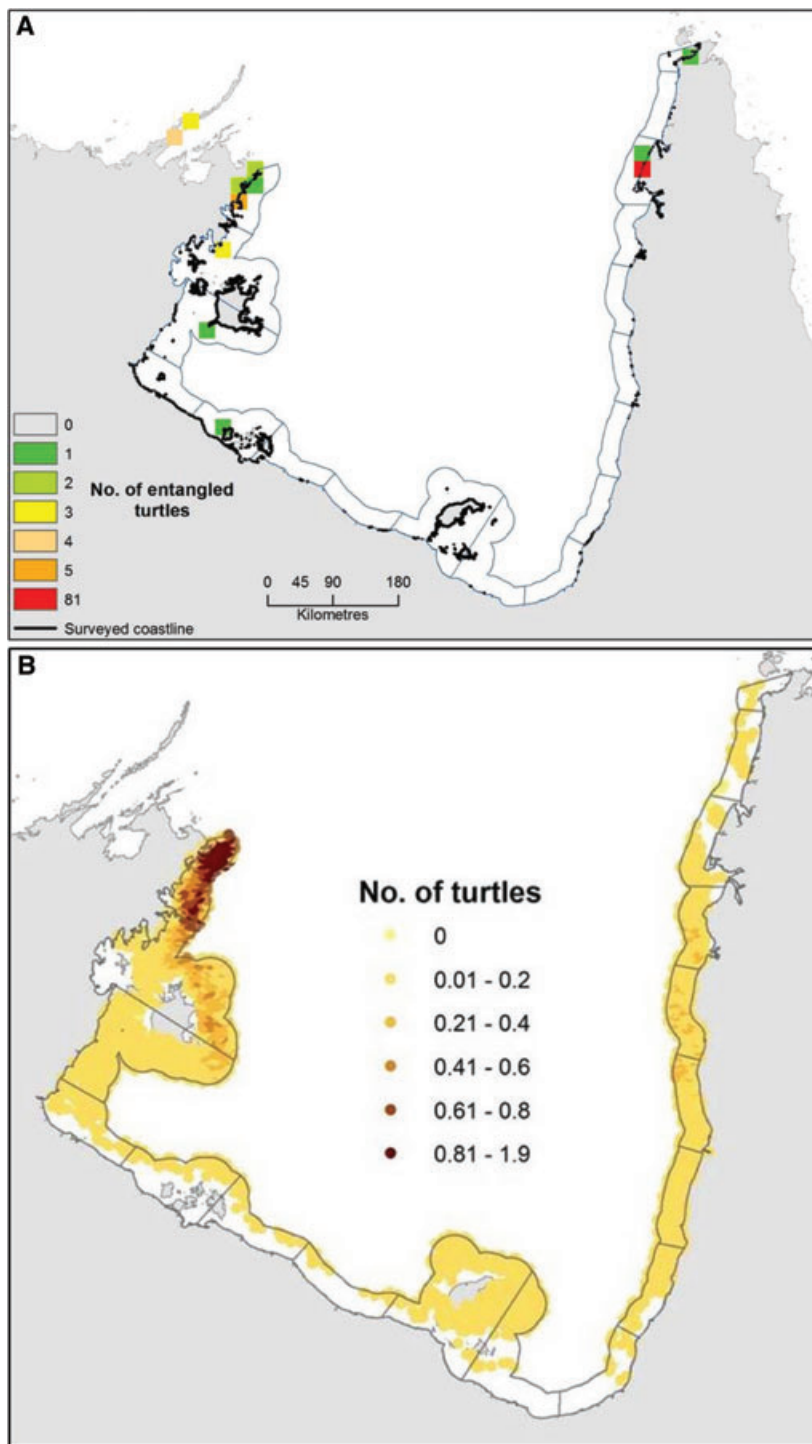 A
0
1
2
No. of entangled
turtles
3
4
5
81
Surveyed coastline
0 45 90 180
Kilometres
B
No. of turtles
0
0.01 - 0.2
0.21 - 0.4
0.41 - 0.6
0.61 - 0.8
0.81 - 1.9